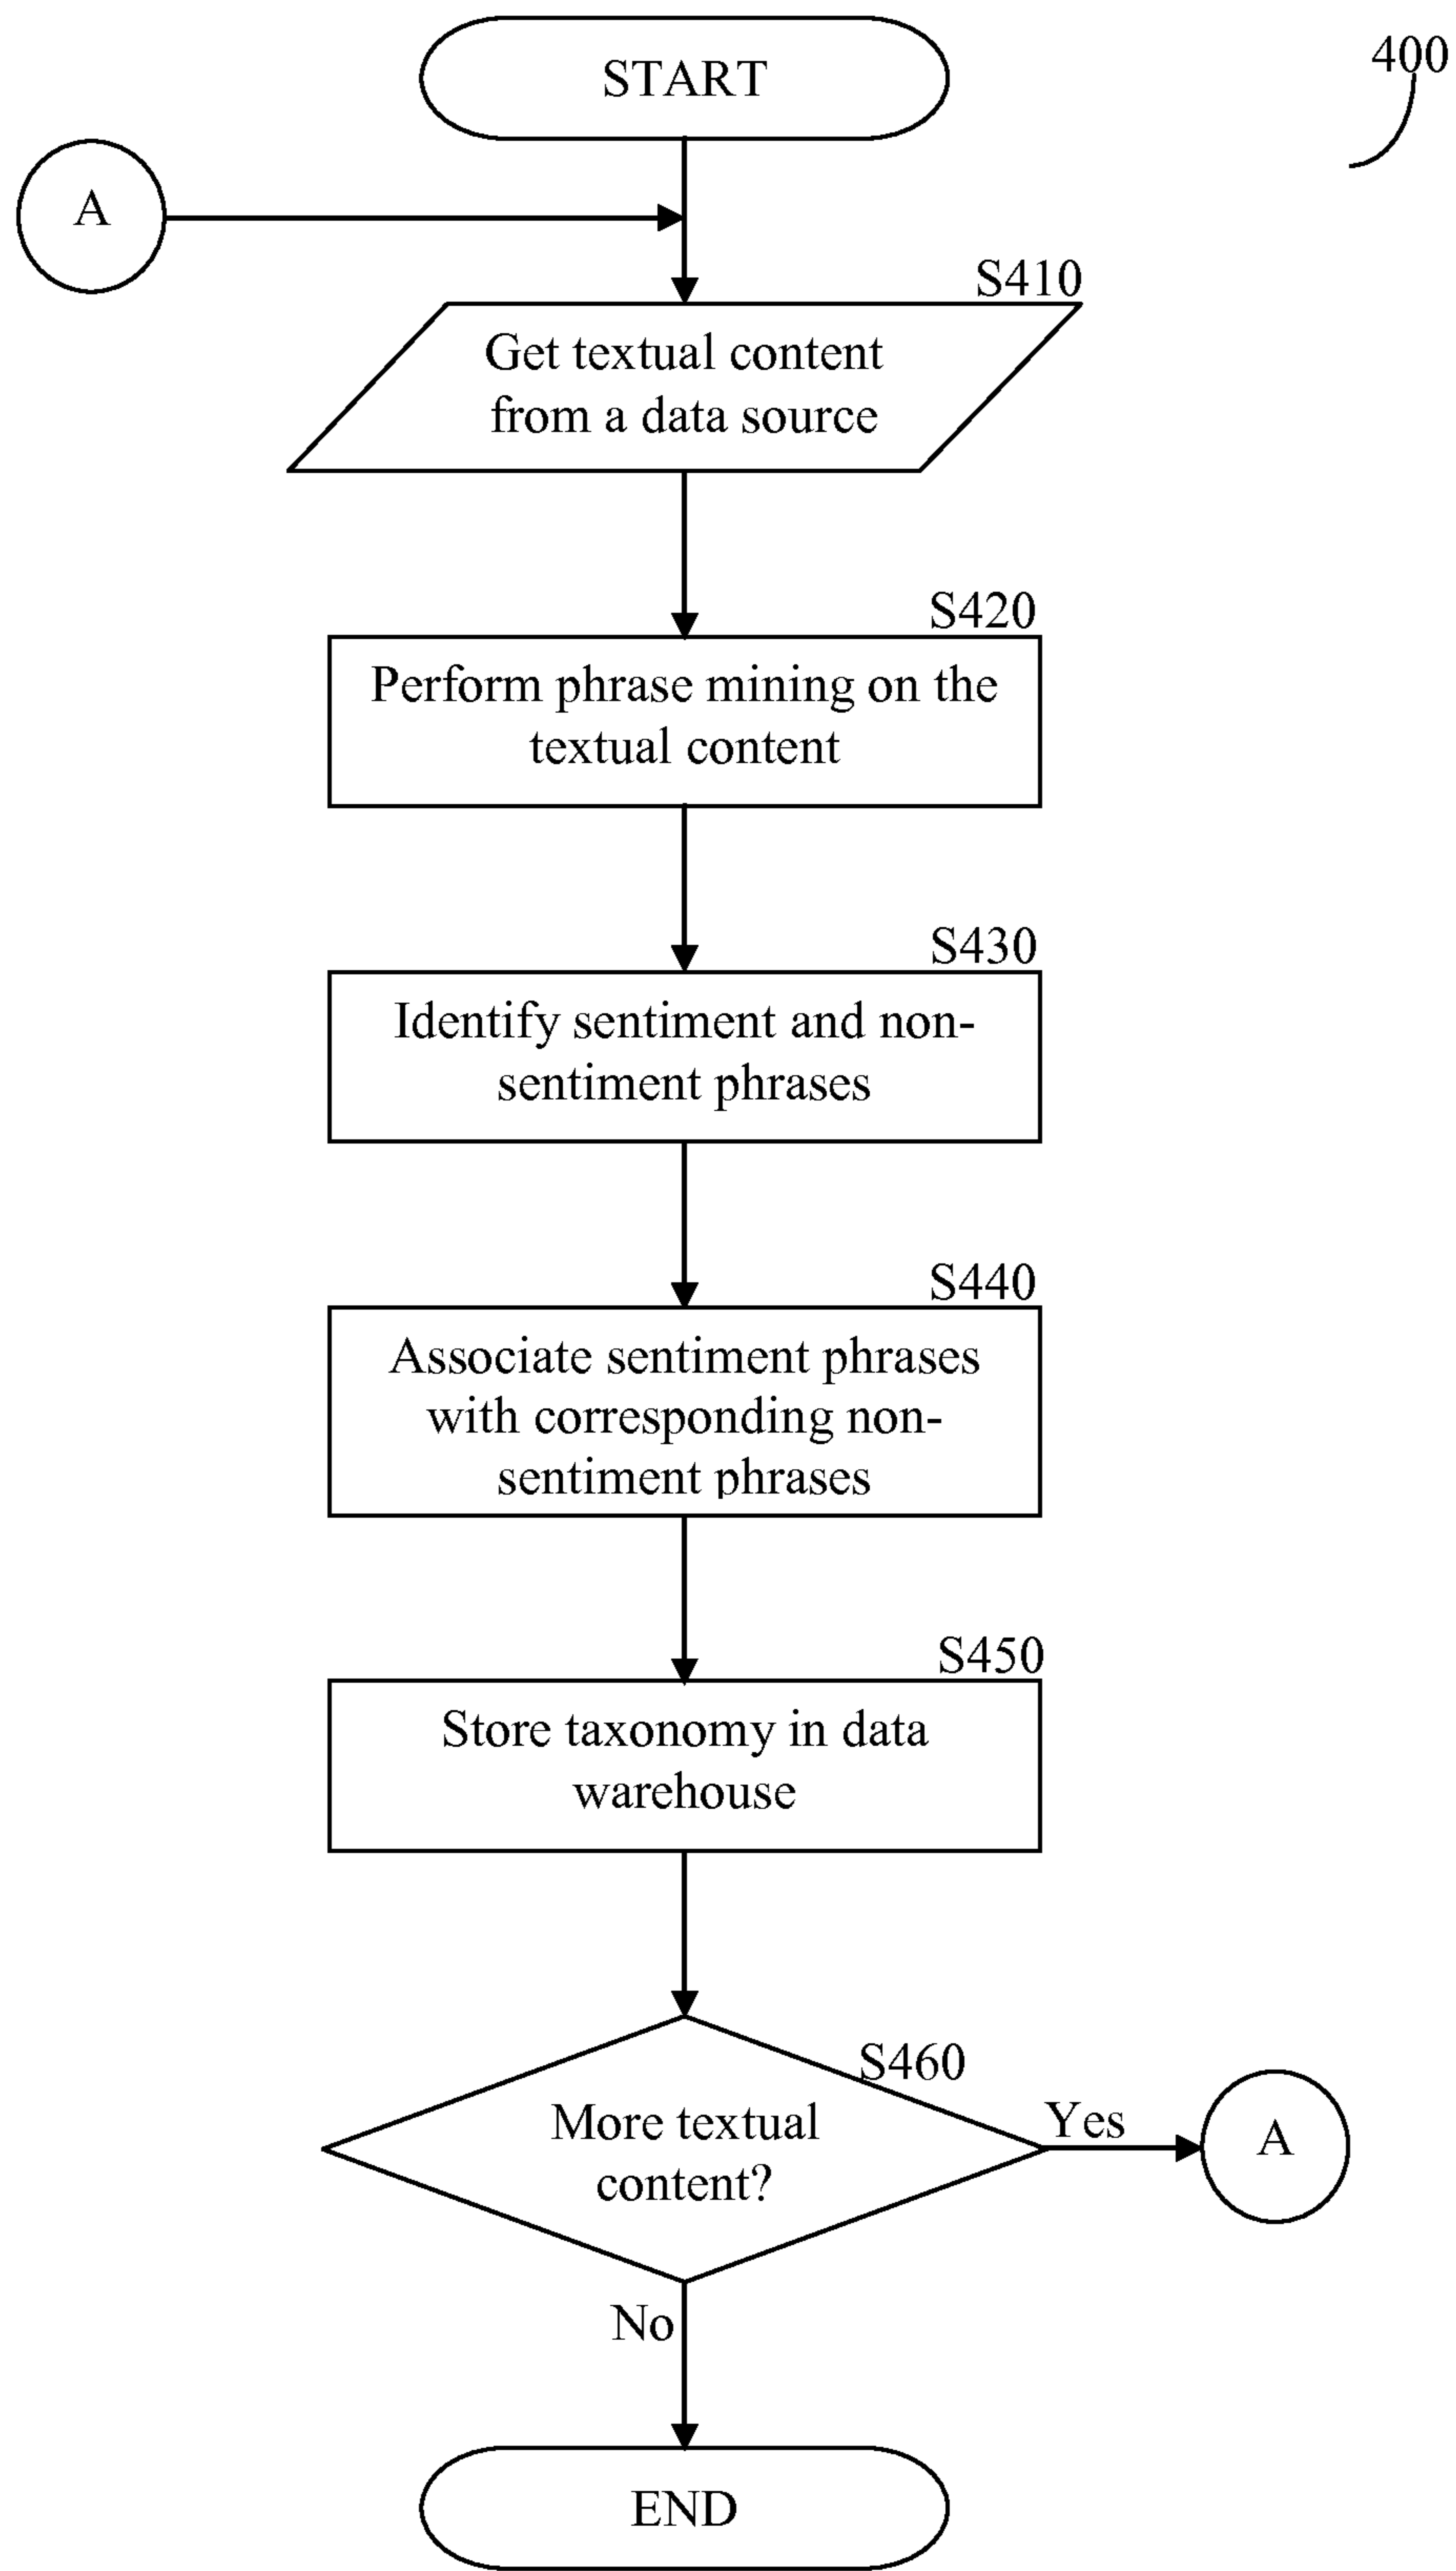 START
400
A
S410
Get textual content
from a data source
S420
Perform phrase mining on the
textual content
S430
Identify sentiment and non-
sentiment phrases
S440
Associate sentiment phrases
with corresponding non-
sentiment phrases
S450
Store taxonomy in data
warehouse
S460
More textual
content?
Yes
A
No
END